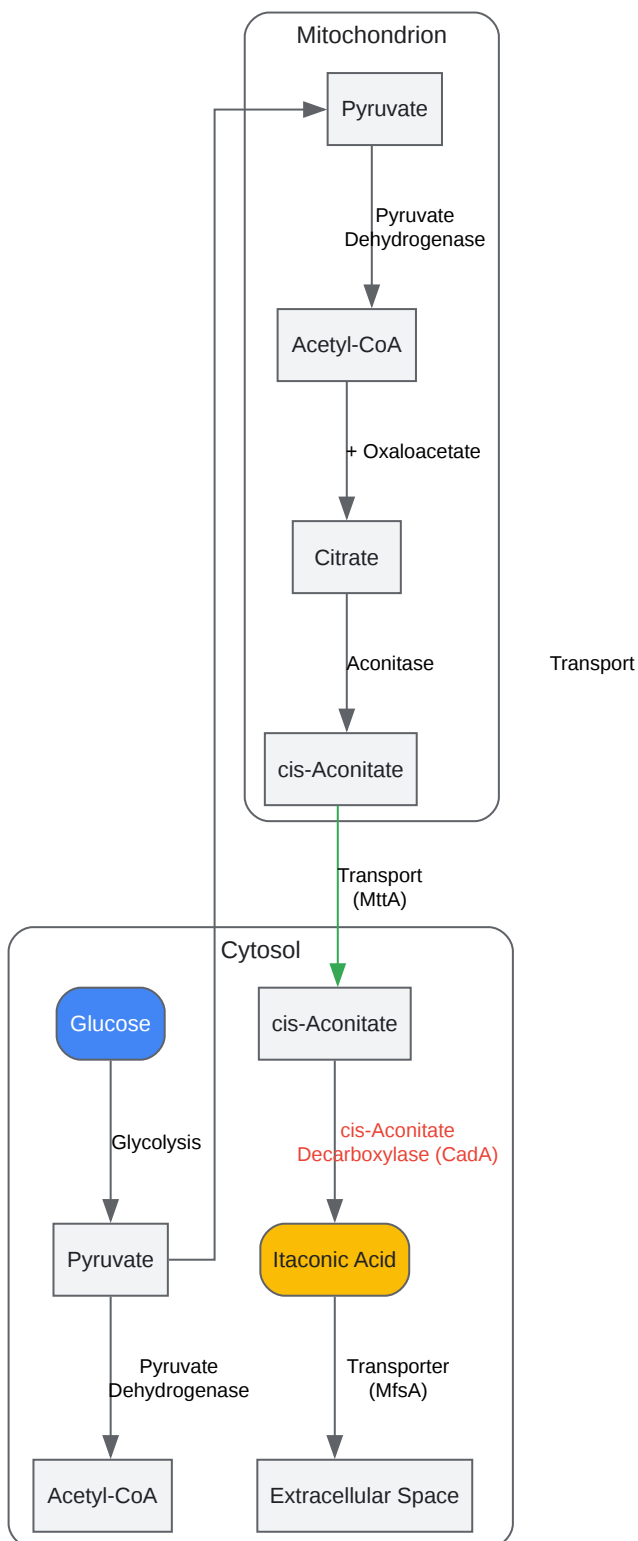 Mitochondrion
Pyruvate
Pyruvate
Dehydrogenase
Acetyl-CoA
+ Oxaloacetate
Citrate
Aconitase
Transport
cis-Aconitate
Transport
(MttA)
Cytosol
Glucose
cis-Aconitate
Glycolysis
cis-Aconitate
Decarboxylase (CadA)
Pyruvate
Itaconic Acid
Pyruvate
Dehydrogenase
Transporter
(MfsA)
Acetyl-CoA
Extracellular Space